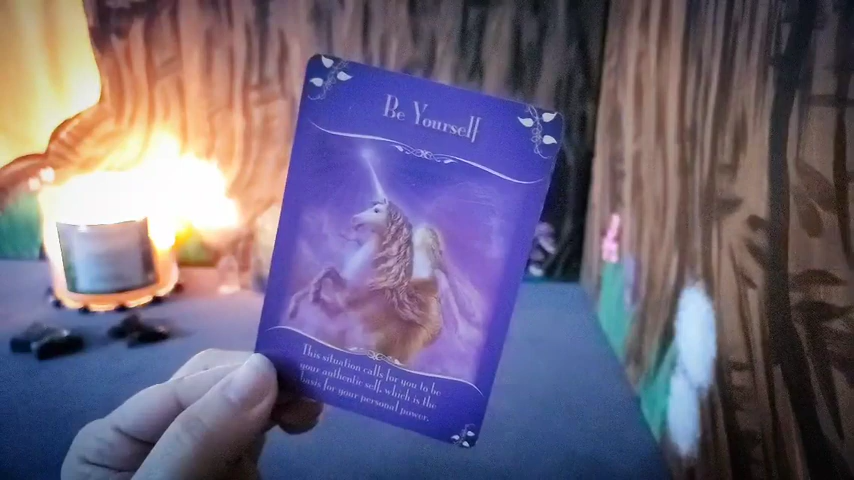 Be Yourself
This situation calls for you to be
your authentic self, which is the
basis for your personal power.